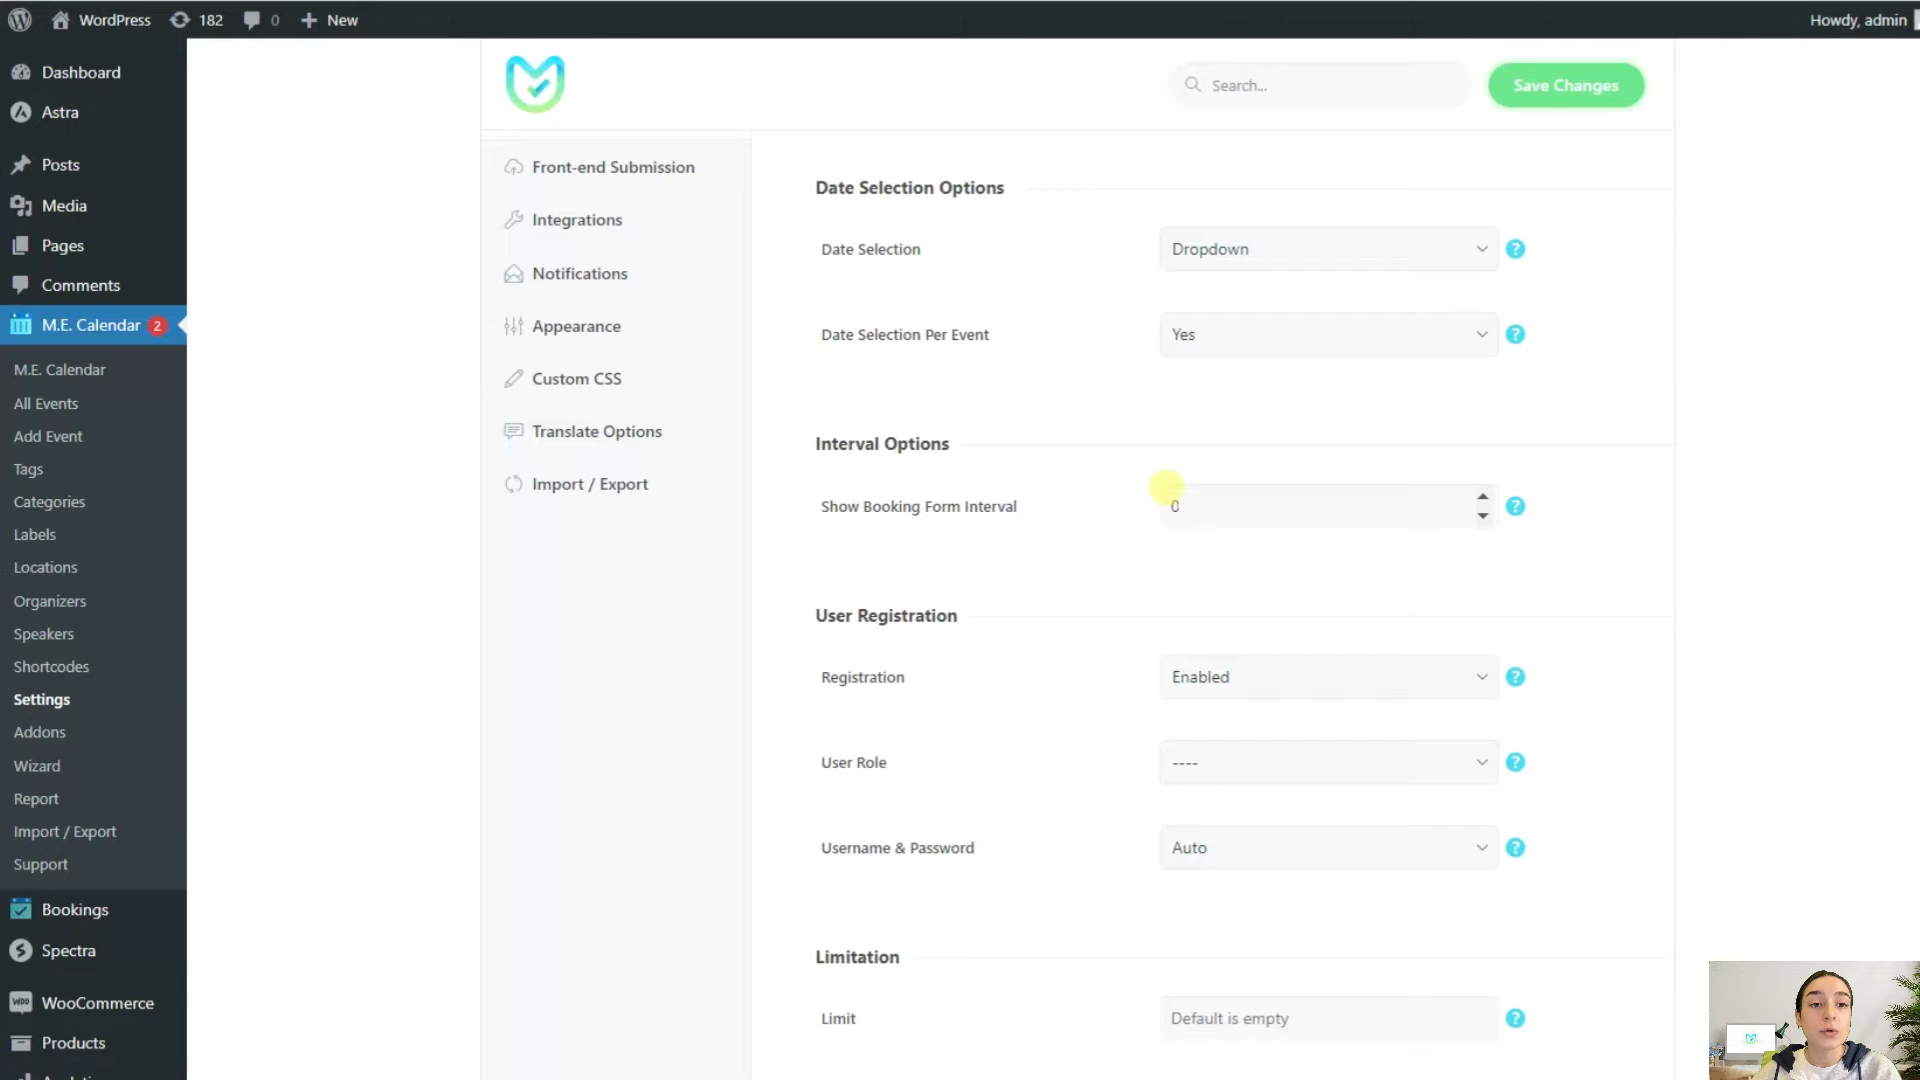 WordPress
182
0
New
Howdy, admin
Dashboard
Astra
Posts
Media
Pages
Comments
M.E. Calendar 2
M.E. Calendar
All Events
Add Event
Tags
Categories
Labels
Locations
Organizers
Speakers
Shortcodes
Settings
Addons
Wizard
Report
Import / Export
Support
Bookings
Spectra
WooCommerce
Products
Search...
Save Changes
Front-end Submission
Integrations
Notifications
Appearance
Custom CSS
Translate Options
Import / Export
Date Selection Options
Date Selection
Dropdown
?
Date Selection Per Event
Yes
?
Interval Options
Show Booking Form Interval
0
?
User Registration
Registration
Enabled
?
User Role
----
?
Username & Password
Auto
?
Limitation
Limit
Default is empty
?